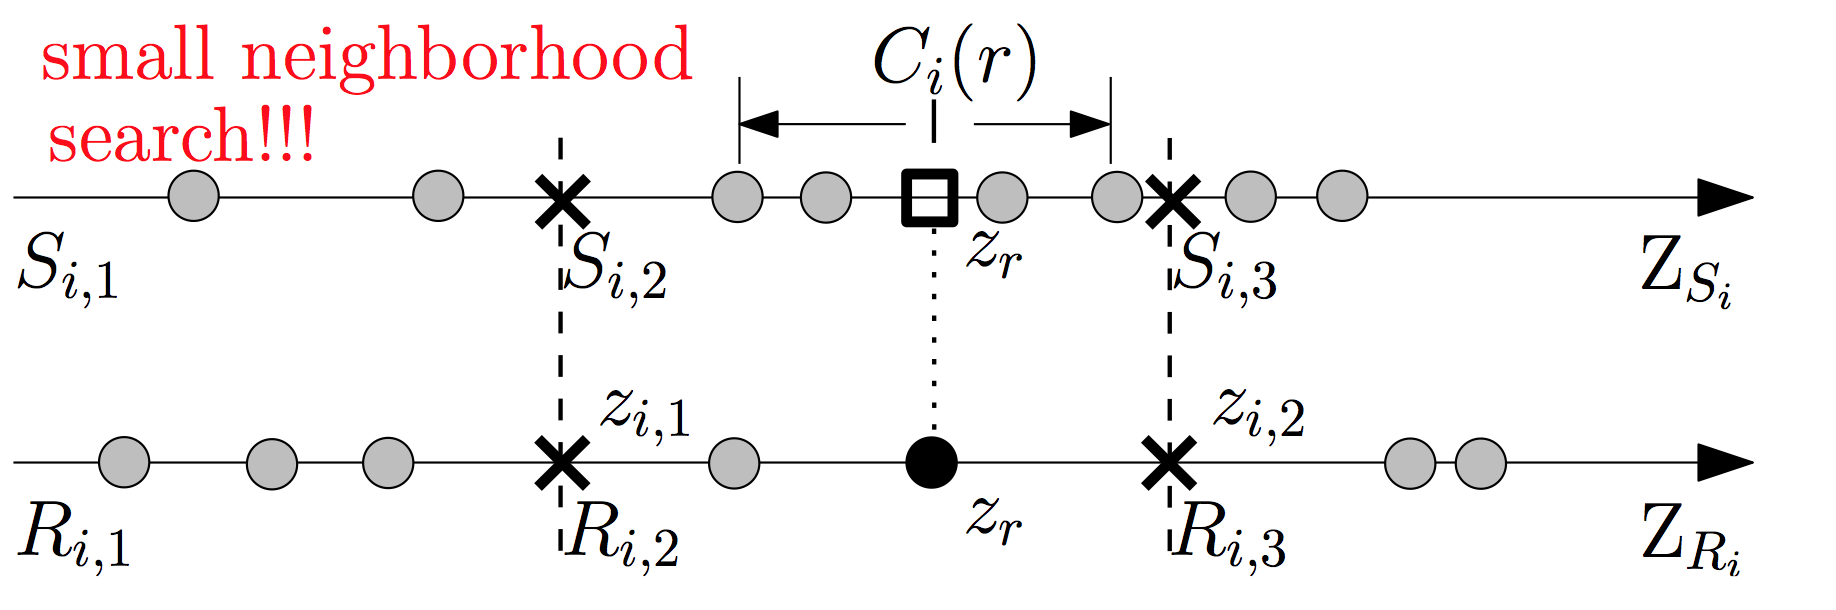 small neighborhood
search!!!
C_i(r)
z_r
S_{i,1}
S_{i,2}
S_{i,3}
Z_{S_i}
z_{i,1}
z_{i,2}
z_r
R_{i,1}
R_{i,2}
R_{i,3}
Z_{R_i}